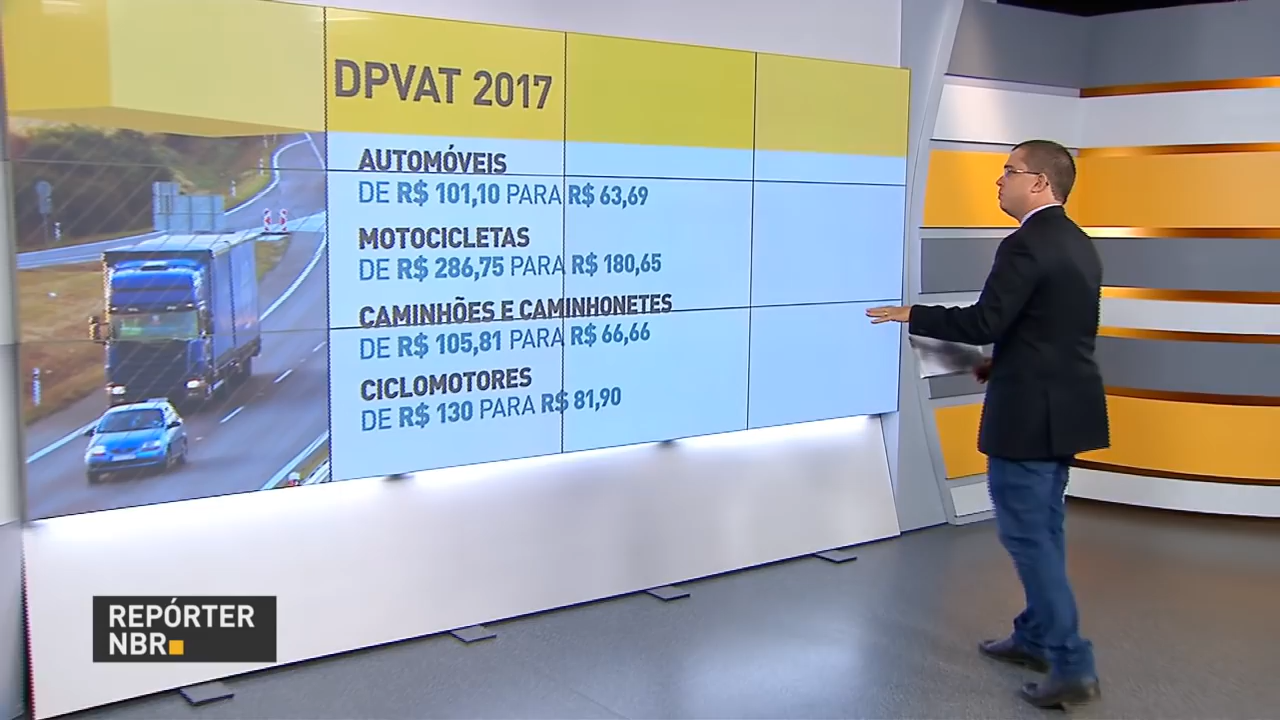 DPVAT 2017
AUTOMÓVEIS
DE R$ 101,10 PARA R$ 63,69
MOTOCICLETAS
DE R$ 286,75 PARA R$ 180,65
CAMINHÕES E CAMINHONETES
DE R$ 105,81 PARA R$ 66,66
CICLOMOTORES
DE R$ 130 PARA R$ 81,90
REPÓRTER
NBR